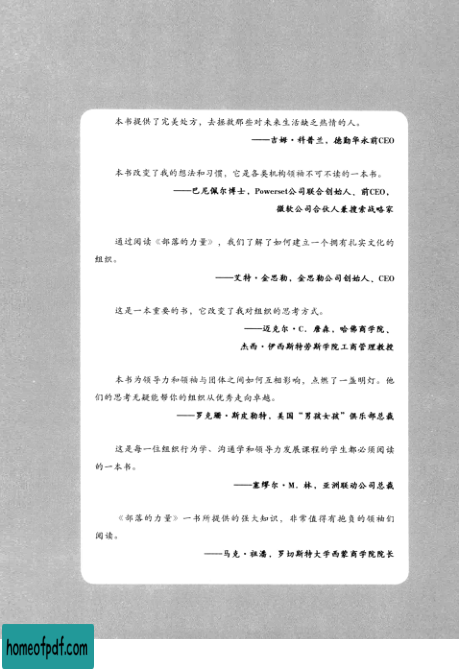 本书提供了完美处方，去拯救那些对未来生活缺乏热情的人。
——吉姆·科普兰，德勤华永前CEO
本书改变了我的想法和习惯，它是各类机构领袖不可不读的一本书。
——巴尼佩尔博士，Powerset公司联合创始人、前CEO，
微软公司合伙人兼搜索战略家
通过阅读《部落的力量》，我们了解了如何建立一个拥有扎实文化的
组织。
——艾特·金思勒，金思勒公司创始人、CEO
这是一本重要的书，它改变了我对组织的思考方式。
——迈克尔·C．詹森，哈佛商学院、
杰西·伊西斯特劳斯学院工商管理教授
本书为领导力和领袖与团体之间如何互相影响，点燃了一盏明灯。他
们的思考无疑能帮你的组织从优秀走向卓越。
——罗克珊·斯皮勒特，美国“男孩女孩”俱乐部总裁
这是每一位组织行为学、沟通学和领导力发展课程的学生都必须阅读
的一本书。
——塞缪尔·M．林，亚洲联动公司总裁
《部落的力量》一书所提供的强大知识，非常值得有抱负的领袖们
阅读。
——马克·祖潘，罗切斯特大学西蒙商学院院长
homeofpdf.com